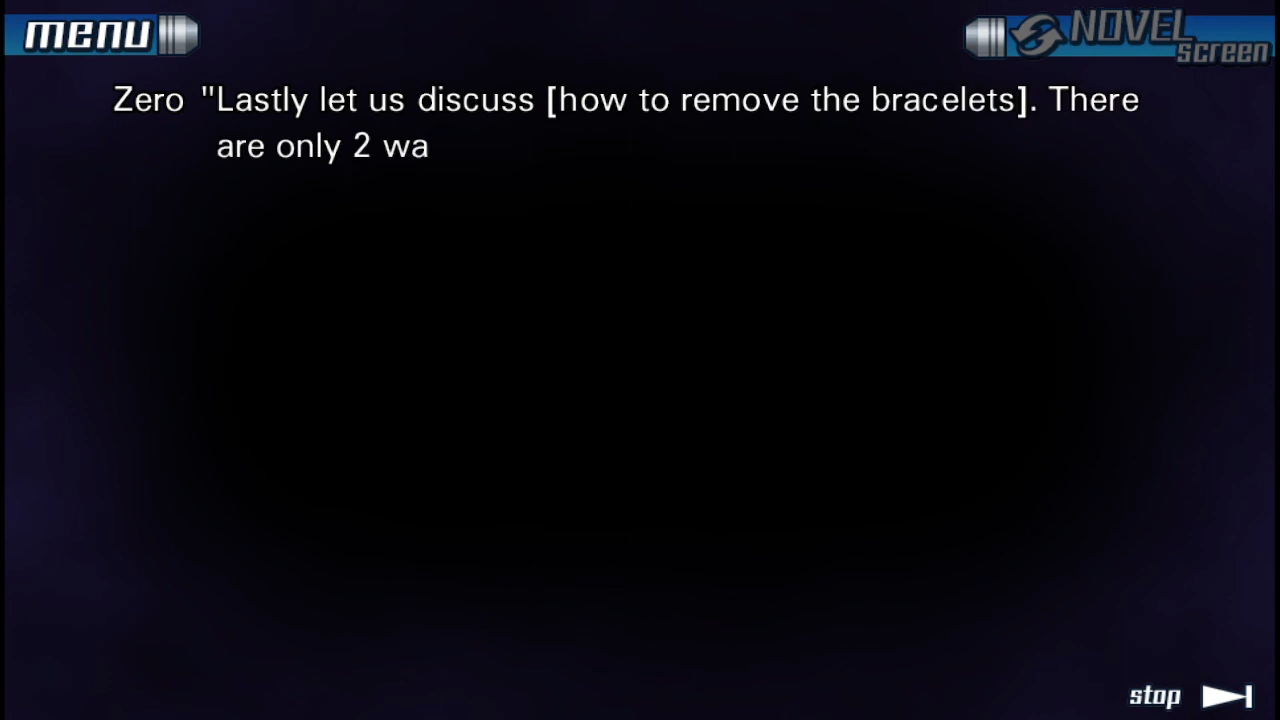 menu
NOVEL
screen
Zero "Lastly let us discuss [how to remove the bracelets]. There
are only 2 wa
stop